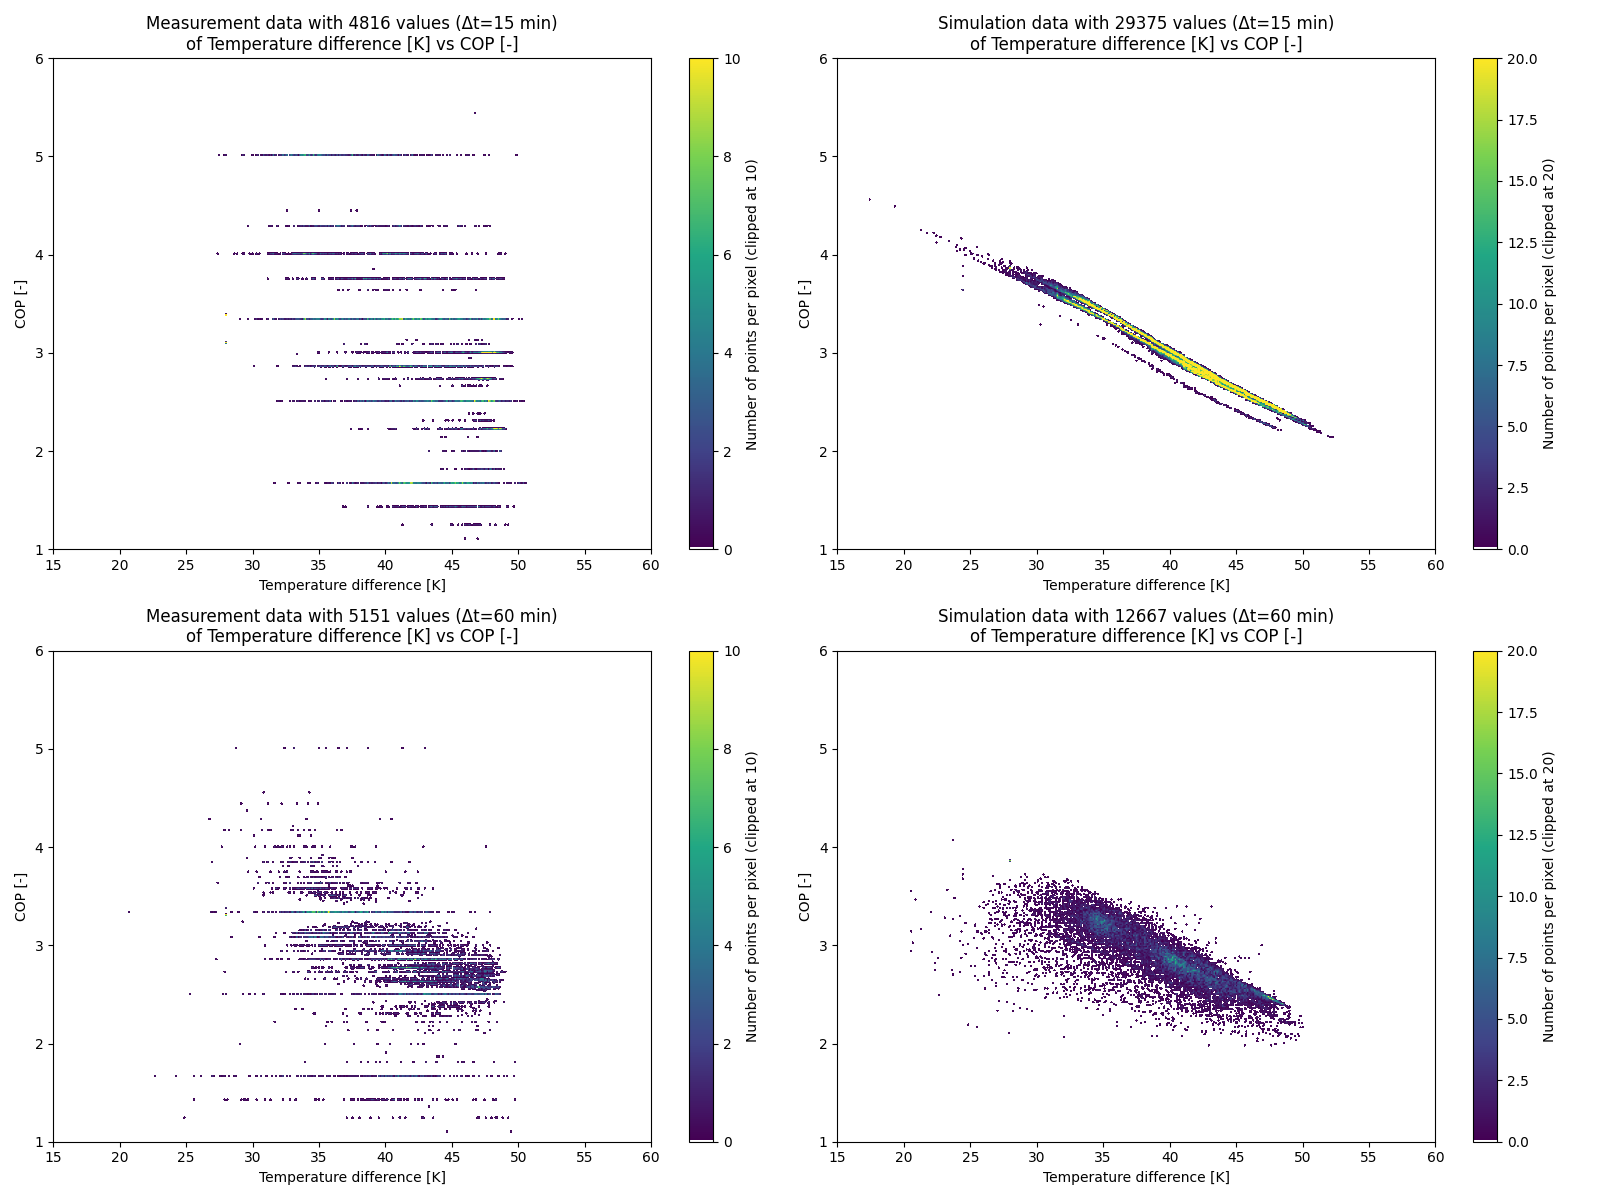 Measurement data with 4816 values (Δt=15 min)
of Temperature difference [K] vs COP [-]
6
5
4
3
2
1
COP [-]
15 20 25 30 35 40 45 50 55 60
Temperature difference [K]
10
8
6
4
2
0
Number of points per pixel (clipped at 10)
Simulation data with 29375 values (Δt=15 min)
of Temperature difference [K] vs COP [-]
6
5
4
3
2
1
COP [-]
15 20 25 30 35 40 45 50 55 60
Temperature difference [K]
20.0
17.5
15.0
12.5
10.0
7.5
5.0
2.5
0.0
Number of points per pixel (clipped at 20)
Measurement data with 5151 values (Δt=60 min)
of Temperature difference [K] vs COP [-]
6
5
4
3
2
1
COP [-]
15 20 25 30 35 40 45 50 55 60
Temperature difference [K]
10
8
6
4
2
0
Number of points per pixel (clipped at 10)
Simulation data with 12667 values (Δt=60 min)
of Temperature difference [K] vs COP [-]
6
5
4
3
2
1
COP [-]
15 20 25 30 35 40 45 50 55 60
Temperature difference [K]
20.0
17.5
15.0
12.5
10.0
7.5
5.0
2.5
0.0
Number of points per pixel (clipped at 20)